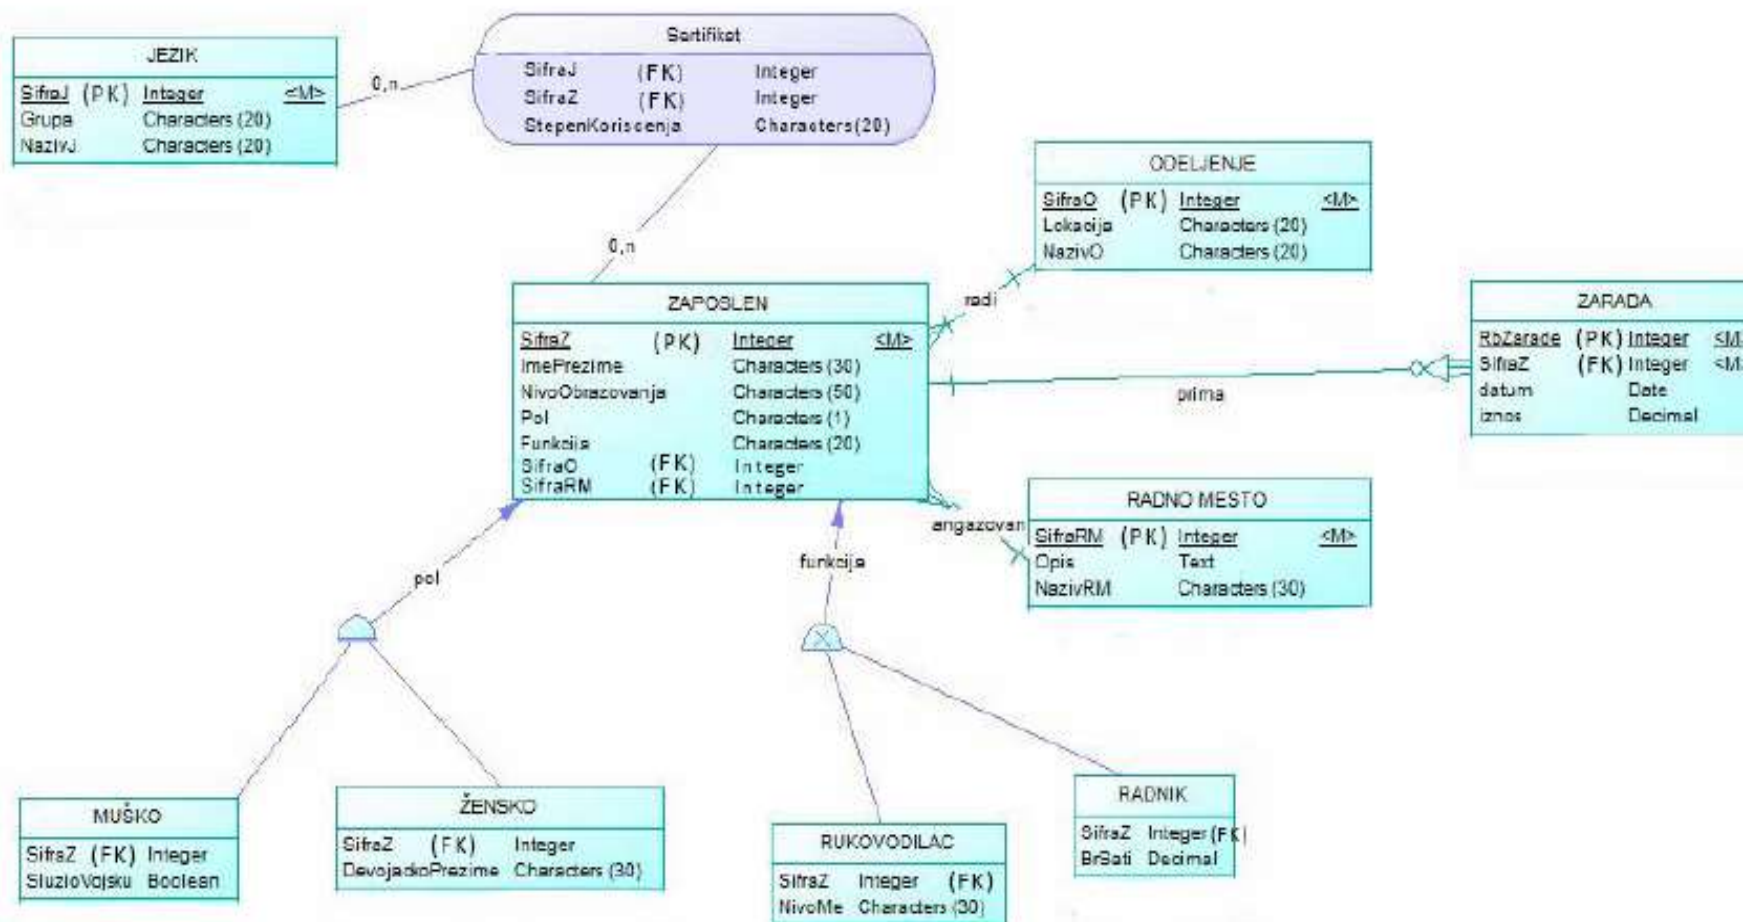 JEZIK
SifraJ (PK) Integer <M>
Grupa Characters (20)
NazivJ Characters (20)
0,n
Sertifikat
SifraJ (FK) Integer
SifraZ (FK) Integer
StepenKoriscenja Characters(20)
0,n
ODELJENJE
SifraO (PK) Integer <M>
Lokacija Characters (20)
NazivO Characters (20)
radi
ZAPOSLEN
SifraZ (PK) Integer <M>
ImePrezime Characters (30)
NivoObrazovanja Characters (50)
Pol Characters (1)
Funkcija Characters (20)
SifraO (FK) Integer
SifraRM (FK) Integer
prima
ZARADA
RbZarade (PK) Integer <M
SifraZ (FK) Integer <M
datum Date
iznos Decimal
angazovan
RADNO MESTO
SifraRM (PK) Integer <M>
Opis Text
NazivRM Characters (30)
pol
funkcija
MUŠKO
SifraZ (FK) Integer
SluzioVojsku Boolean
ŽENSKO
SifraZ (FK) Integer
DevojackoPrezime Characters (30)
RUKOVODILAC
SifraZ Integer (FK)
NivoMe Characters (30)
RADNIK
SifraZ Integer (FK)
BrSati Decimal